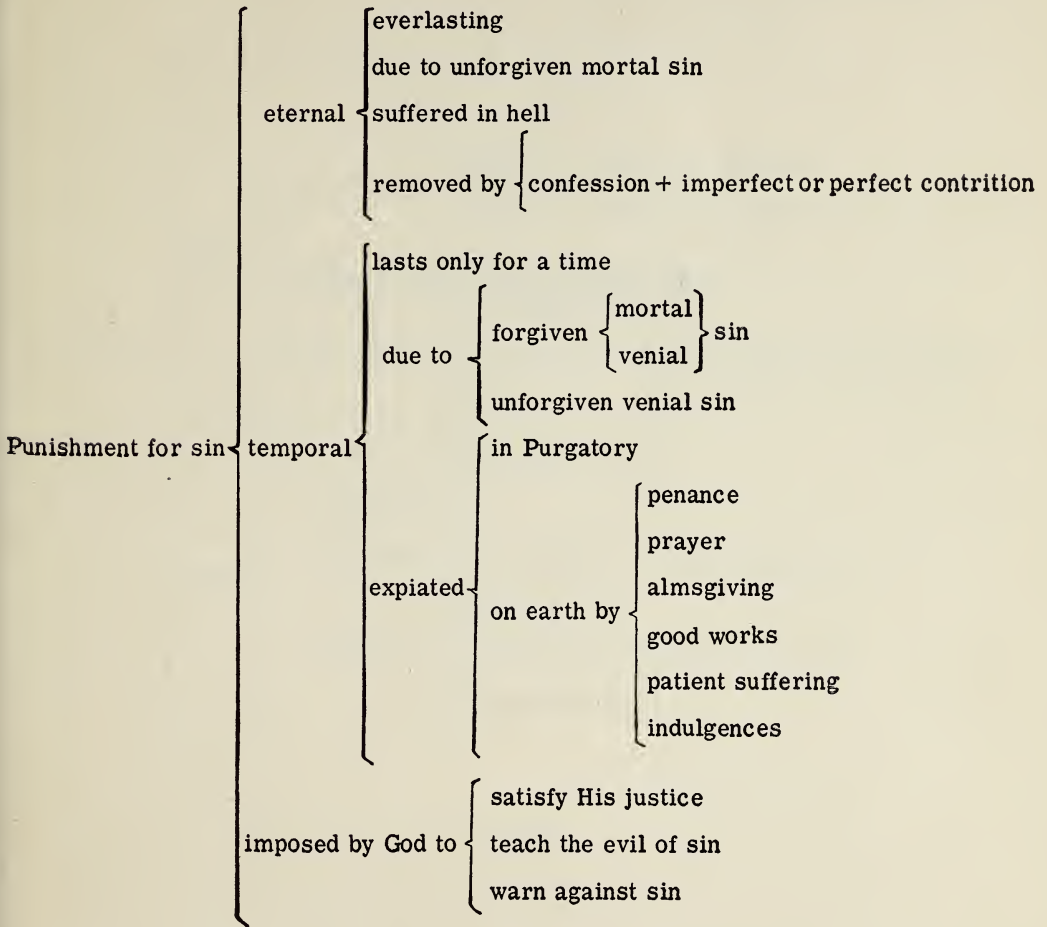 everlasting
due to unforgiven mortal sin
eternal suffered in hell
removed by confession + imperfect or perfect contrition
lasts only for a time
mortal
forgiven sin
venial
due to
unforgiven venial sin
Punishment for sin temporal in Purgatory
penance
prayer
expiated almsgiving
on earth by
good works
patient suffering
indulgences
satisfy His justice
imposed by God to teach the evil of sin
warn against sin